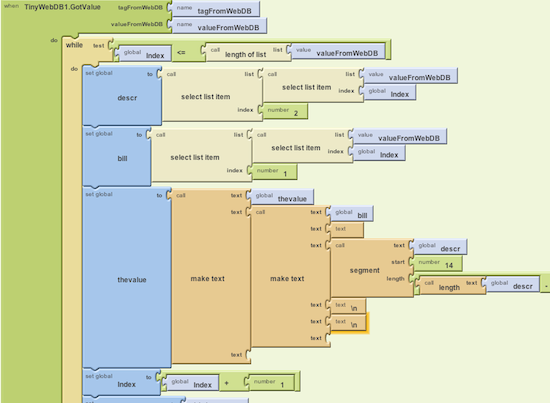 when TinyWebDB1.GotValue tagFromWebDB name tagFromWebDB
valueFromWebDB name valueFromWebDB
do while test global Index <= call length of list list value valueFromWebDB
do set global descr to call select list item list call select list item list value valueFromWebDB
index global Index
index number 2
set global bill to call select list item list call select list item list value valueFromWebDB
index global Index
index number 1
set global thevalue to call make text text global thevalue
text call make text text global bill
text text
text call segment text global descr
start number 14
length call length text global descr -
text text \n
text text \n
text
text
set global Index to global Index + number 1
set global
value